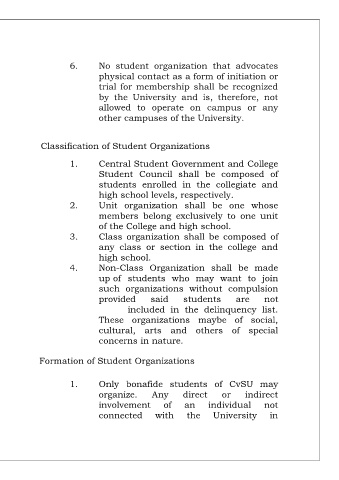 6. No student organization that advocates
physical contact as a form of initiation or
trial for membership shall be recognized
by the University and is, therefore, not
allowed to operate on campus or any
other campuses of the University.
Classification of Student Organizations
1. Central Student Government and College
Student Council shall be composed of
students enrolled in the collegiate and
high school levels, respectively.
2. Unit organization shall be one whose
members belong exclusively to one unit
of the College and high school.
3. Class organization shall be composed of
any class or section in the college and
high school.
4. Non-Class Organization shall be made
up of students who may want to join
such organizations without compulsion
provided said students are not
included in the delinquency list.
These organizations maybe of social,
cultural, arts and others of special
concerns in nature.
Formation of Student Organizations
1. Only bonafide students of CvSU may
organize. Any direct or indirect
involvement of an individual not
connected with the University in